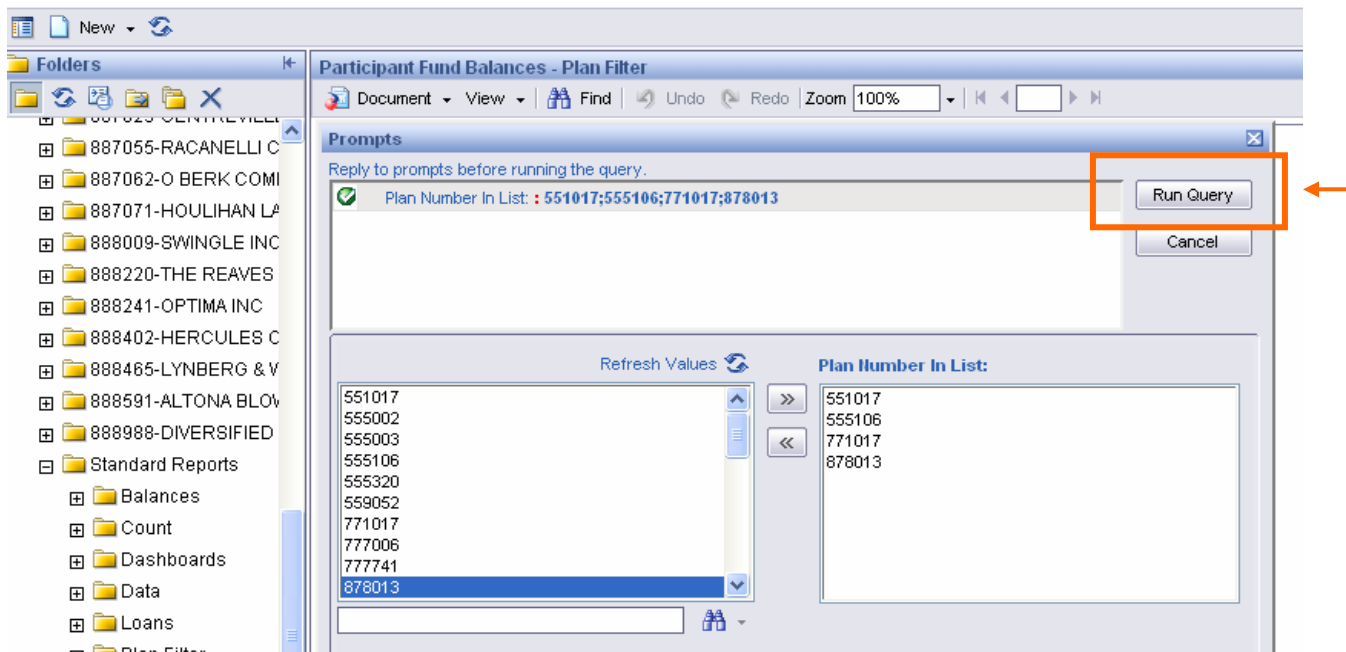 New
Folders
887055-RACANELLI C
887062-O BERK COM
887071-HOULIHAN LA
888009-SWINGLE INC
888220-THE REAVES
888241-OPTIMA INC
888402-HERCULES C
888465-LYNBERG & V
888591-ALTONA BLOV
888988-DIVERSIFIED
Standard Reports
Balances
Count
Dashboards
Data
Loans
Plan Filter
Participant Fund Balances - Plan Filter
Document View Find Undo Redo Zoom 100%
Prompts
Reply to prompts before running the query.
Plan Number In List: : 551017;555106;771017;878013
Run Query
Cancel
Refresh Values
551017
555002
555003
555106
555320
559052
771017
777006
777741
878013
Plan Number In List:
551017
555106
771017
878013